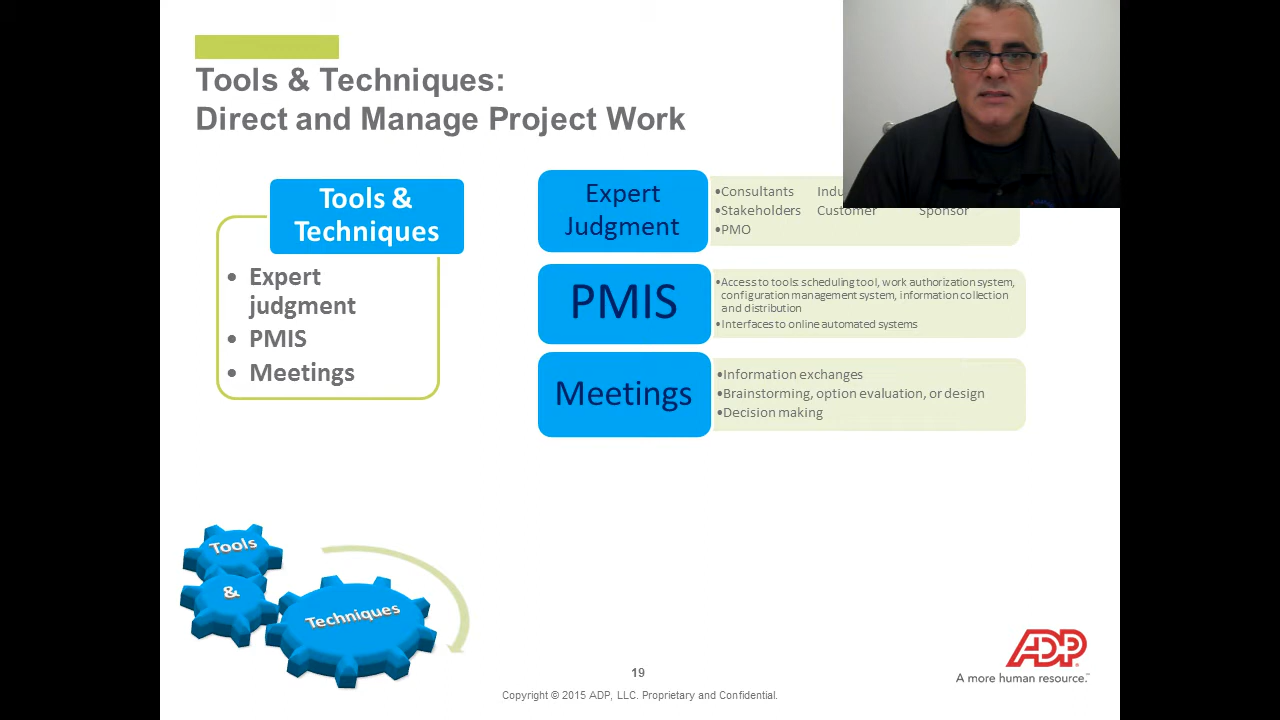 Tools & Techniques:
Direct and Manage Project Work
Tools &
Techniques
• Expert
judgment
• PMIS
• Meetings
Expert
Judgment
•Consultants
•Stakeholders Customer Sponsor
•PMO
PMIS
•Access to tools: scheduling tool, work authorization system,
configuration management system, information collection
and distribution
•Interfaces to online automated systems
Meetings
•Information exchanges
•Brainstorming, option evaluation, or design
•Decision making
Tools
&
Techniques
19
Copyright © 2015 ADP, LLC. Proprietary and Confidential.
ADP
A more human resource.™